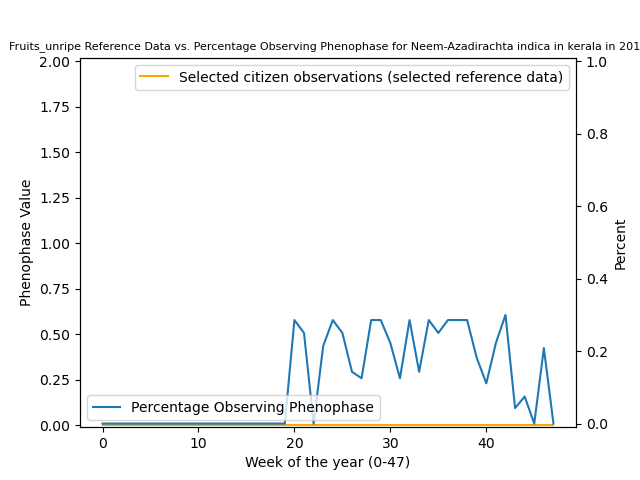 Fruits_unripe Reference Data vs. Percentage Observing Phenophase for Neem-Azadirachta indica in kerala in 201
Selected citizen observations (selected reference data)
Percentage Observing Phenophase
Phenophase Value
2.00
1.75
1.50
1.25
1.00
0.75
0.50
0.25
0.00
Percent
1.0
0.8
0.6
0.4
0.2
0.0
0 10 20 30 40
Week of the year (0-47)